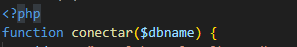 <?php
function conectar($dbname) {